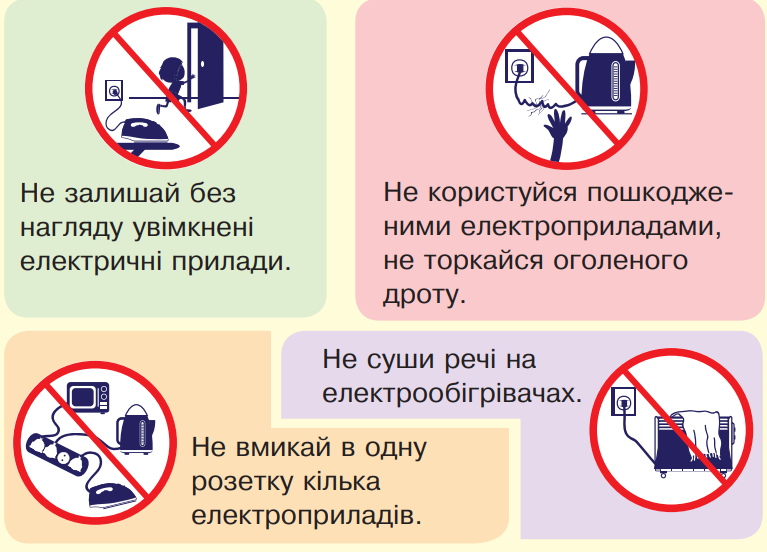 Не залишай без
нагляду увімкнені
електричні прилади.
Не користуйся пошкодже-
ними електроприладами,
не торкайся оголеного
дроту.
Не суши речі на
електрообігрівачах.
Не вмикай в одну
розетку кілька
електроприладів.